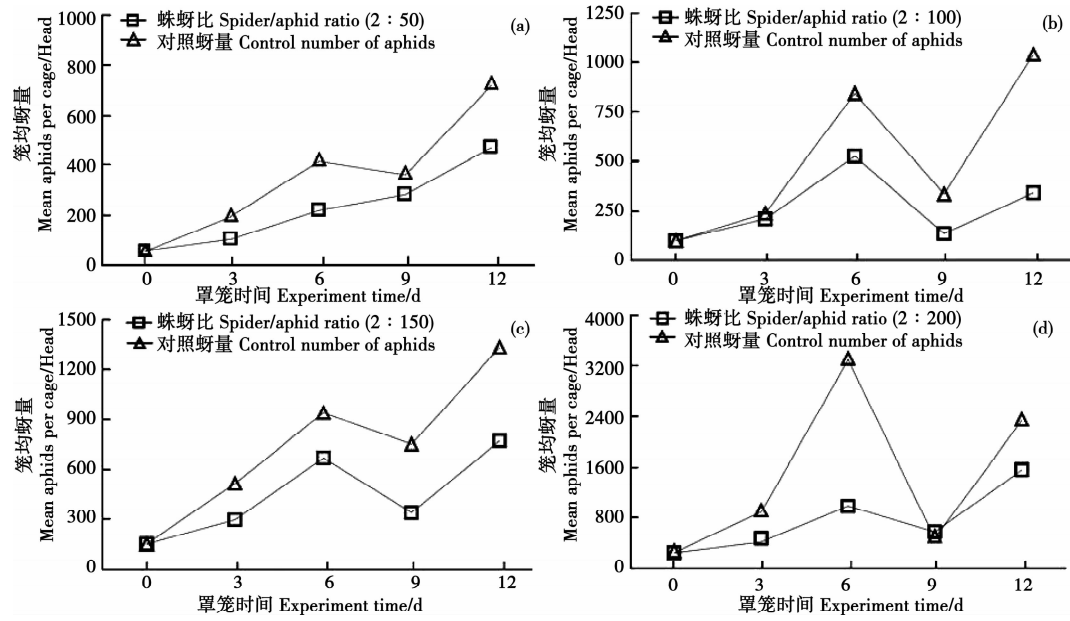 蛛蚜比 Spider/aphid ratio (2：50)
对照蚜量 Control number of aphids
(a)
笼均蚜量
Mean aphids per cage/Head
1000
800
600
400
200
0
0 3 6 9 12
罩笼时间 Experiment time/d
蛛蚜比 Spider/aphid ratio (2：100)
对照蚜量 Control number of aphids
(b)
笼均蚜量
Mean aphids per cage/Head
1250
1000
750
500
250
0
0 3 6 9 12
罩笼时间 Experiment time/d
蛛蚜比 Spider/aphid ratio (2：150)
对照蚜量 Control number of aphids
(c)
笼均蚜量
Mean aphids per cage/Head
1500
1200
900
600
300
0
0 3 6 9 12
罩笼时间 Experiment time/d
蛛蚜比 Spider/aphid ratio (2：200)
对照蚜量 Control number of aphids
(d)
笼均蚜量
Mean aphids per cage/Head
4000
3200
2400
1600
800
0
0 3 6 9 12
罩笼时间 Experiment time/d